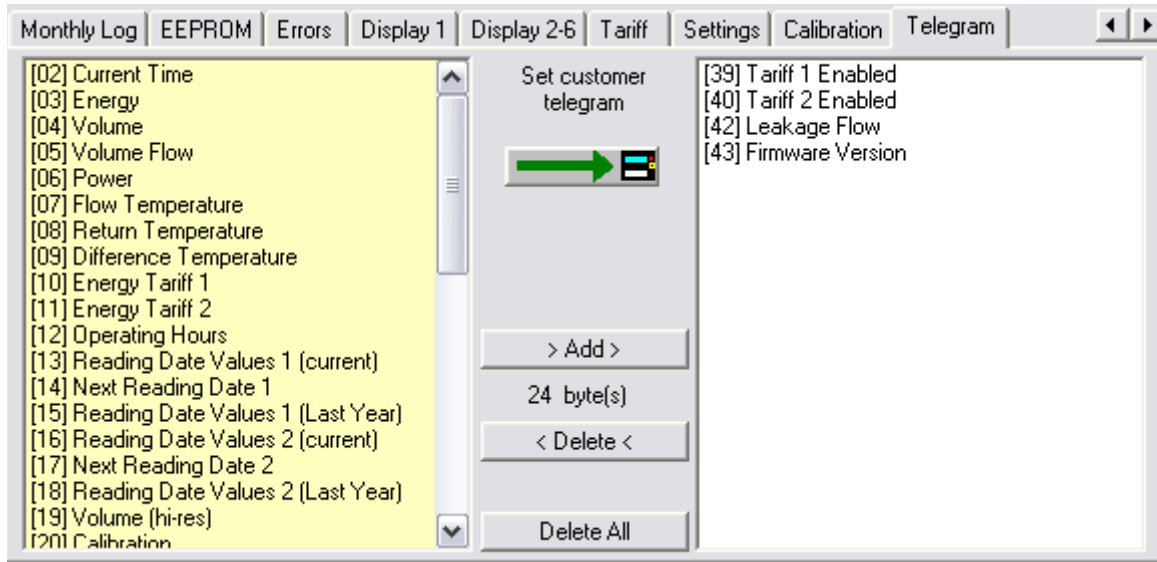 Monthly Log EEPROM Errors Display 1 Display 2-6 Tariff Settings Calibration Telegram
[02] Current Time
[03] Energy
[04] Volume
[05] Volume Flow
[06] Power
[07] Flow Temperature
[08] Return Temperature
[09] Difference Temperature
[10] Energy Tariff 1
[11] Energy Tariff 2
[12] Operating Hours
[13] Reading Date Values 1 (current)
[14] Next Reading Date 1
[15] Reading Date Values 1 (Last Year)
[16] Reading Date Values 2 (current)
[17] Next Reading Date 2
[18] Reading Date Values 2 (Last Year)
[19] Volume (hi-res)
[20] Calibration
Set customer
telegram
> Add >
24 byte(s)
< Delete <
Delete All
[39] Tariff 1 Enabled
[40] Tariff 2 Enabled
[42] Leakage Flow
[43] Firmware Version